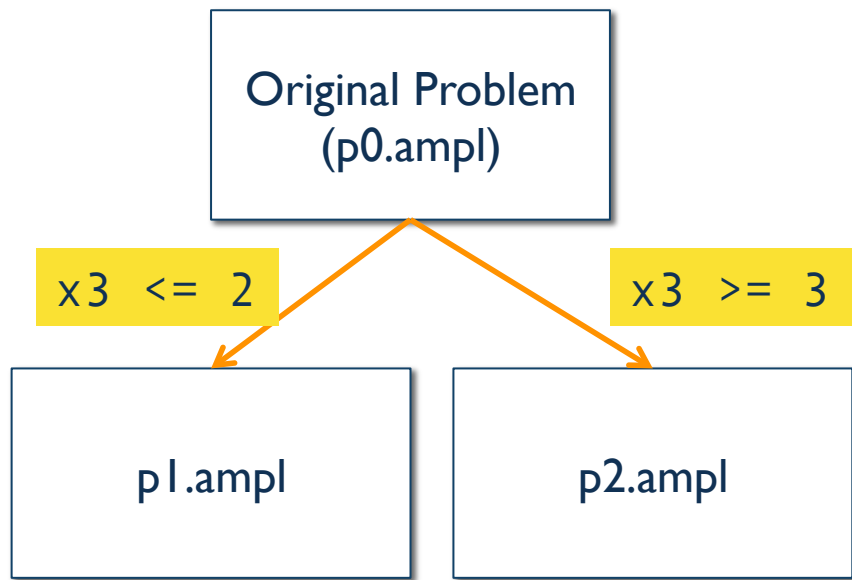 Original Problem
(p0.ampl)
x3 <= 2
x3 >= 3
p1.ampl
p2.ampl